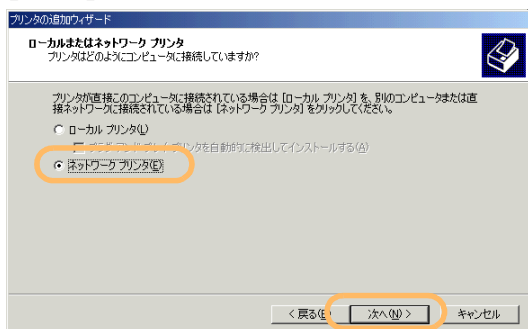 プリンタの追加ウィザード
ローカルまたはネットワーク プリンタ
プリンタはどのようにコンピュータに接続していますか?
プリンタが直接このコンピュータに接続されている場合は [ローカル プリンタ] を、別のコンピュータまたは直
接ネットワークに接続されている場合は [ネットワーク プリンタ] をクリックしてください。
ローカル プリンタ(L)
プラグ アンド プレイ プリンタを自動的に検出してインストールする(A)
ネットワーク プリンタ(E)
< 戻る(B) 次へ(N) > キャンセル